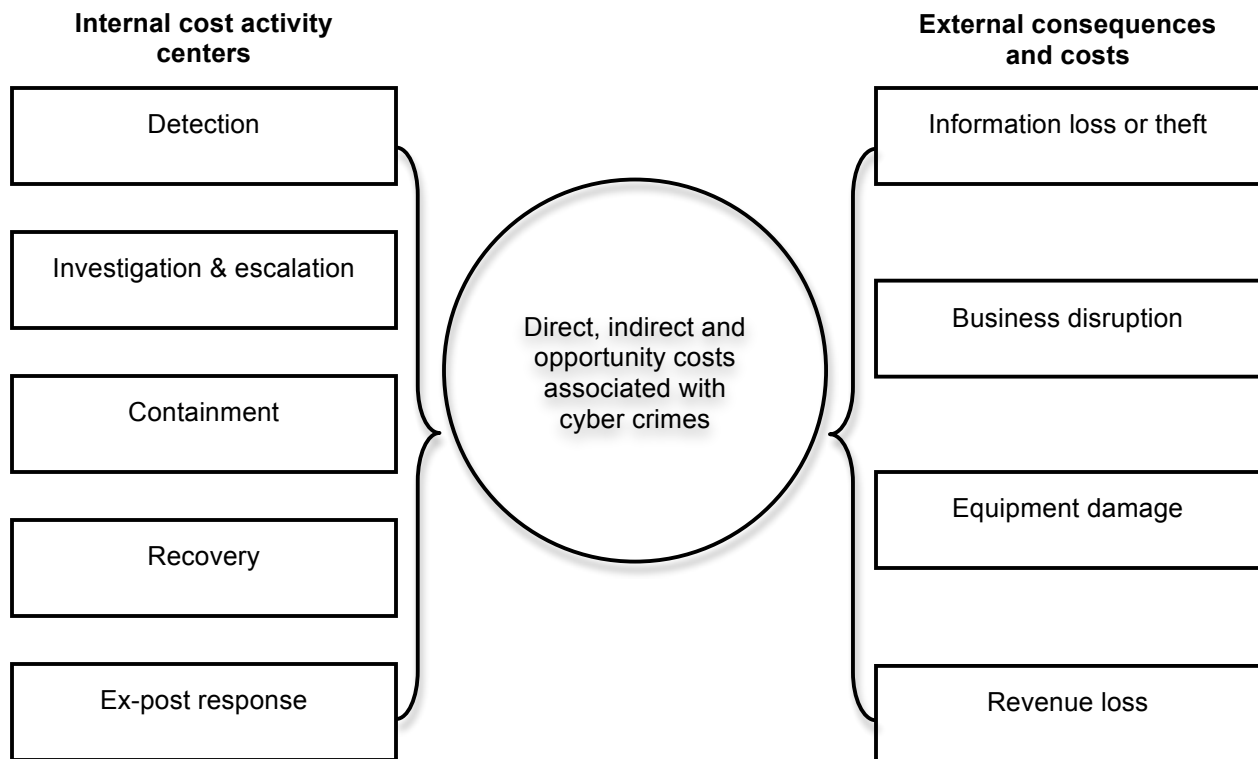 Internal cost activity
centers
Detection
Investigation & escalation
Containment
Recovery
Ex-post response
Direct, indirect and
opportunity costs
associated with
cyber crimes
External consequences
and costs
Information loss or theft
Business disruption
Equipment damage
Revenue loss